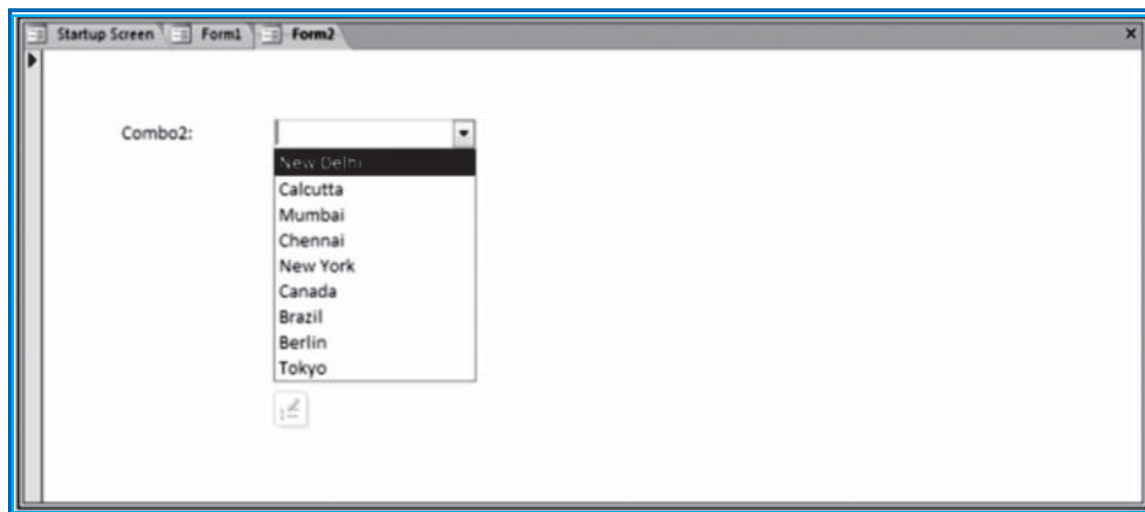 Startup Screen Form1 Form2
Combo2:
New Delhi
Calcutta
Mumbai
Chennai
New York
Canada
Brazil
Berlin
Tokyo